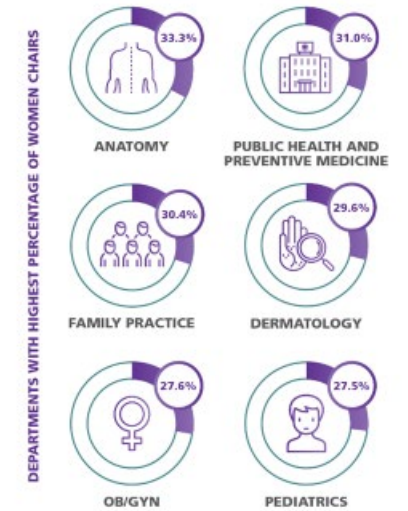 DEPARTMENTS WITH HIGHEST PERCENTAGE OF WOMEN CHAIRS
33.3%
ANATOMY
31.0%
PUBLIC HEALTH AND
PREVENTIVE MEDICINE
30.4%
FAMILY PRACTICE
29.6%
DERMATOLOGY
27.6%
OB/GYN
27.5%
PEDIATRICS